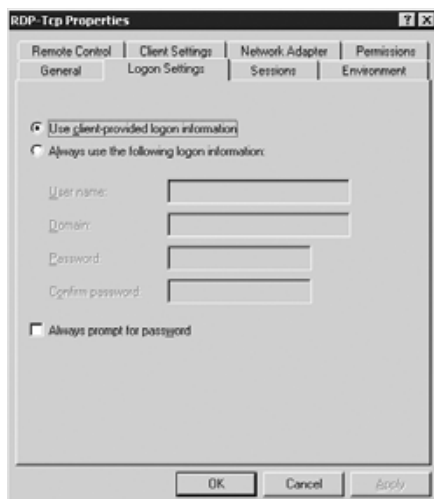 RDP-Tcp Properties
Remote Control Client Settings Network Adapter Permissions
General Logon Settings Sessions Environment
Use client-provided logon information
Always use the following logon information:
User name:
Domain:
Password:
Confirm password:
Always prompt for password
OK Cancel Apply